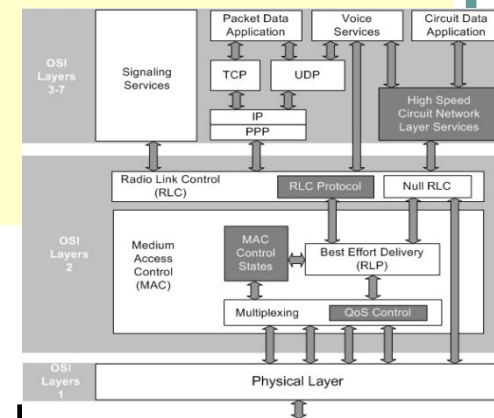 OSI
Layers
3-7
Signaling
Services
Packet Data
Application
Voice
Services
Circuit Data
Application
TCP
UDP
IP
PPP
High Speed
Circuit Network
Layer Services
OSI
Layers
2
Radio Link Control
(RLC)
RLC Protocol
Null RLC
Medium
Access
Control
(MAC)
MAC
Control
States
Best Effort Delivery
(RLP)
Multiplexing
QoS Control
OSI
Layers
1
Physical Layer